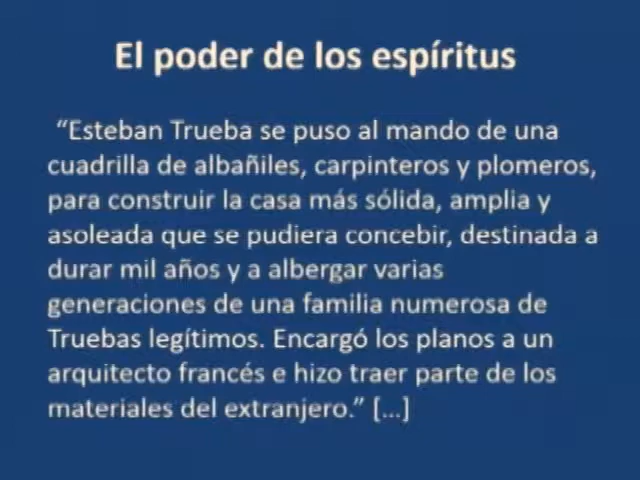 El poder de los espíritus
“Esteban Trueba se puso al mando de una
cuadrilla de albañiles, carpinteros y plomeros,
para construir la casa más sólida, amplia y
asoleada que se pudiera concebir, destinada a
durar mil años y a albergar varias
generaciones de una familia numerosa de
Truebas legítimos. Encargó los planos a un
arquitecto francés e hizo traer parte de los
materiales del extranjero.” [...]